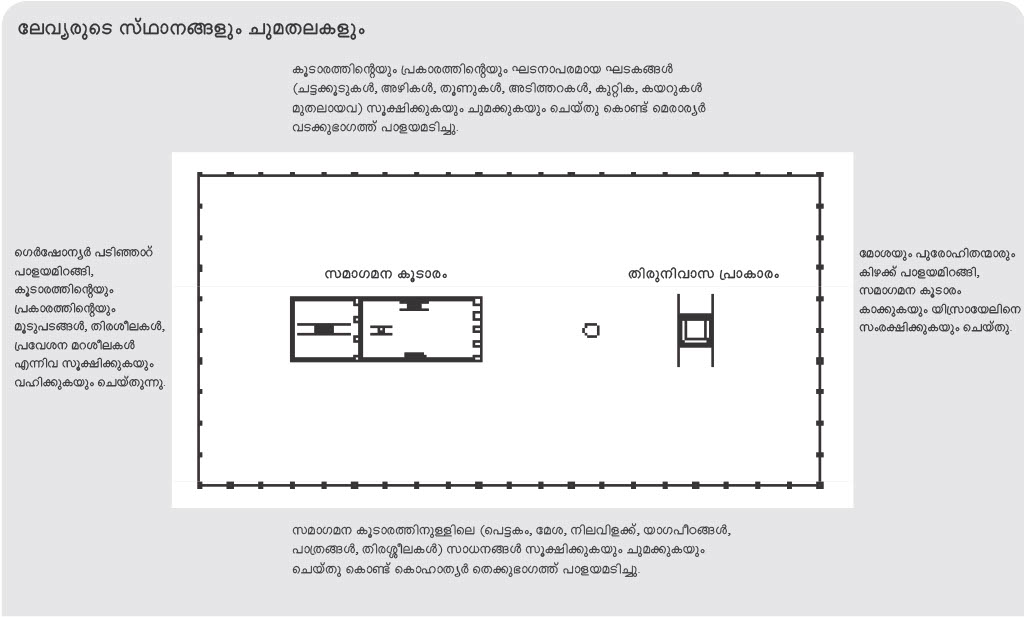 ലേവ്യരുടെ സ്ഥാനങ്ങളും ചുമതലകളും
കൂടാരത്തിന്റെയും പ്രകാരത്തിന്റെയും ഘടനാപരമായ ഘടകങ്ങൾ
(ചട്ടക്കൂടുകൾ, അഴികൾ, തൂണുകൾ, അടിത്തറകൾ, കുറ്റിക, കയറുകൾ
മുതലായവ) സൂക്ഷിക്കുകയും ചുമക്കുകയും ചെയ്തു കൊണ്ട് മെരാര്യർ
വടക്കുഭാഗത്ത് പാളയമടിച്ചു.
ഗെർഷോന്യർ പടിഞ്ഞാറ്
പാളയമിറങ്ങി,
കൂടാരത്തിന്റെയും
പ്രകാരത്തിന്റെയും
മൂടുപടങ്ങൾ, തിരശീലകൾ,
പ്രവേശന മറശീലകൾ
എന്നിവ സൂക്ഷിക്കുകയും
വഹിക്കുകയും ചെയ്തുന്നു.
സമാഗമന കൂടാരം
തിരുനിവാസ പ്രാകാരം
മോശയും പുരോഹിതന്മാരും
കിഴക്ക് പാളയമിറങ്ങി,
സമാഗമന കൂടാരം
കാക്കുകയും യിസ്രായേലിനെ
സംരക്ഷിക്കുകയും ചെയ്തു.
സമാഗമന കൂടാരത്തിനുള്ളിലെ (പെട്ടകം, മേശ, നിലവിളക്ക്, യാഗപീഠങ്ങൾ,
പാത്രങ്ങൾ, തിരശ്ശീലകൾ) സാധനങ്ങൾ സൂക്ഷിക്കുകയും ചുമക്കുകയും
ചെയ്തു കൊണ്ട് കൊഹാത്യർ തെക്കുഭാഗത്ത് പാളയമടിച്ചു.